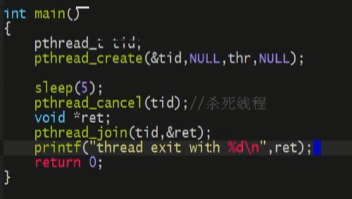 int main()
{
pthread_t tid;
pthread_create(&tid,NULL,thr,NULL);
sleep(5);
pthread_cancel(tid);//杀死线程
void *ret;
pthread_join(tid,&ret);
printf("thread exit with %d\n",ret);
return 0;
}